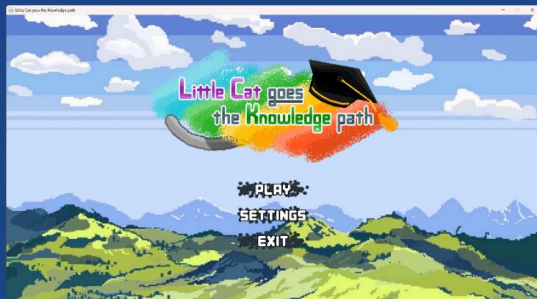 Little Cat goes the Knowledge path
Little Cat goes
the Knowledge path
PLAY
SETTINGS
EXIT